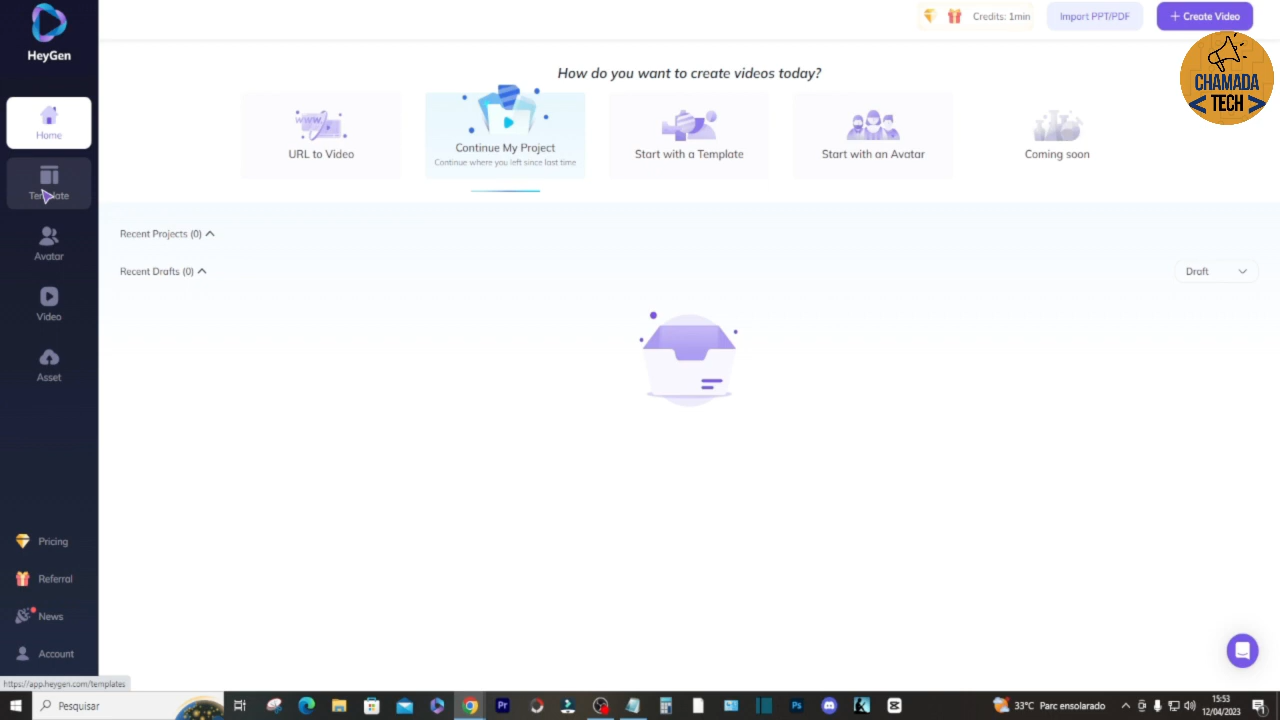 HeyGen
Credits: 1min
Import PPT/PDF
+ Create Video
CHAMADA
<TECH>
How do you want to create videos today?
URL to Video
Continue My Project
Continue where you left since last time
Start with a Template
Start with an Avatar
Coming soon
Home
Template
Avatar
Video
Asset
Recent Projects (0)
Recent Drafts (0)
Draft
Pricing
Referral
News
Account
https://app.heygen.com/templates
Pesquisar
33°C Parc ensolarado
15:53
12/04/2023